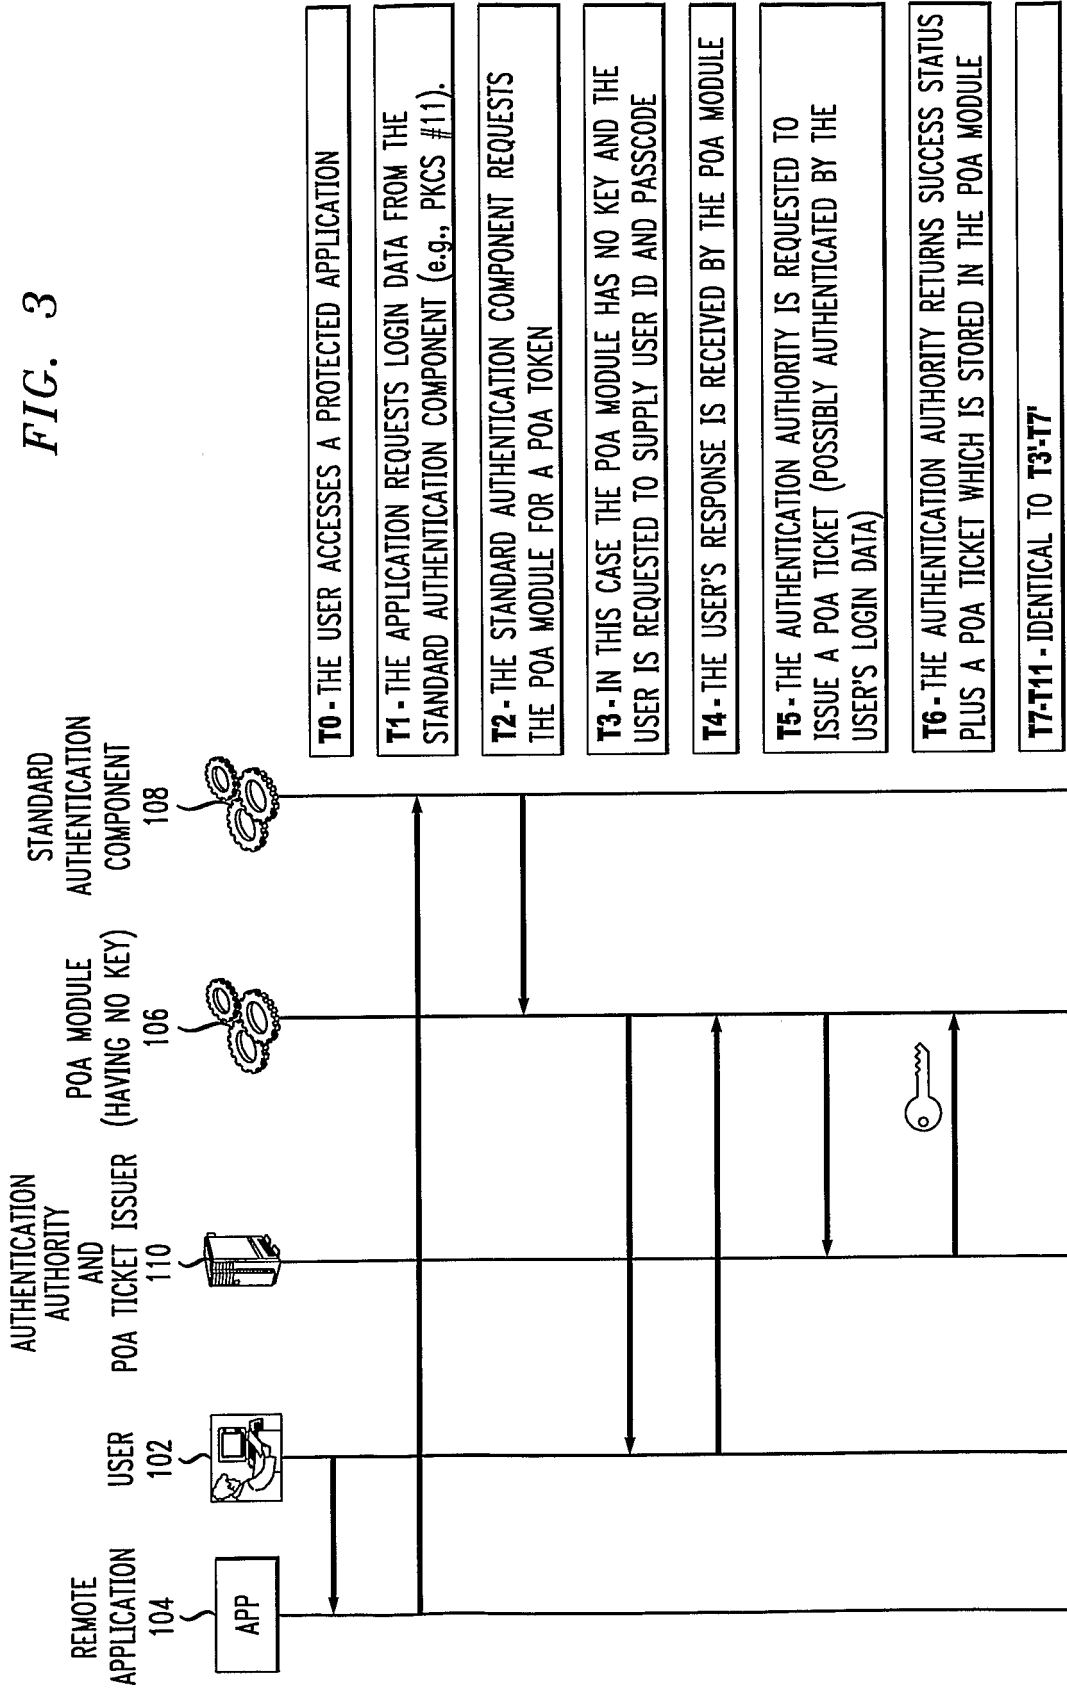 FIG. 3
REMOTE
APPLICATION
104
APP
USER
102
AUTHENTICATION
AUTHORITY
AND
POA TICKET ISSUER
110
POA MODULE
(HAVING NO KEY)
106
STANDARD
AUTHENTICATION
COMPONENT
108
T0 - THE USER ACCESSES A PROTECTED APPLICATION
T1 - THE APPLICATION REQUESTS LOGIN DATA FROM THE
STANDARD AUTHENTICATION COMPONENT (e.g., PKCS #11).
T2 - THE STANDARD AUTHENTICATION COMPONENT REQUESTS
THE POA MODULE FOR A POA TOKEN
T3 - IN THIS CASE THE POA MODULE HAS NO KEY AND THE
USER IS REQUESTED TO SUPPLY USER ID AND PASSCODE
T4 - THE USER'S RESPONSE IS RECEIVED BY THE POA MODULE
T5 - THE AUTHENTICATION AUTHORITY IS REQUESTED TO
ISSUE A POA TICKET (POSSIBLY AUTHENTICATED BY THE
USER'S LOGIN DATA)
T6 - THE AUTHENTICATION AUTHORITY RETURNS SUCCESS STATUS
PLUS A POA TICKET WHICH IS STORED IN THE POA MODULE
T7-T11 - IDENTICAL TO T3'-T7'